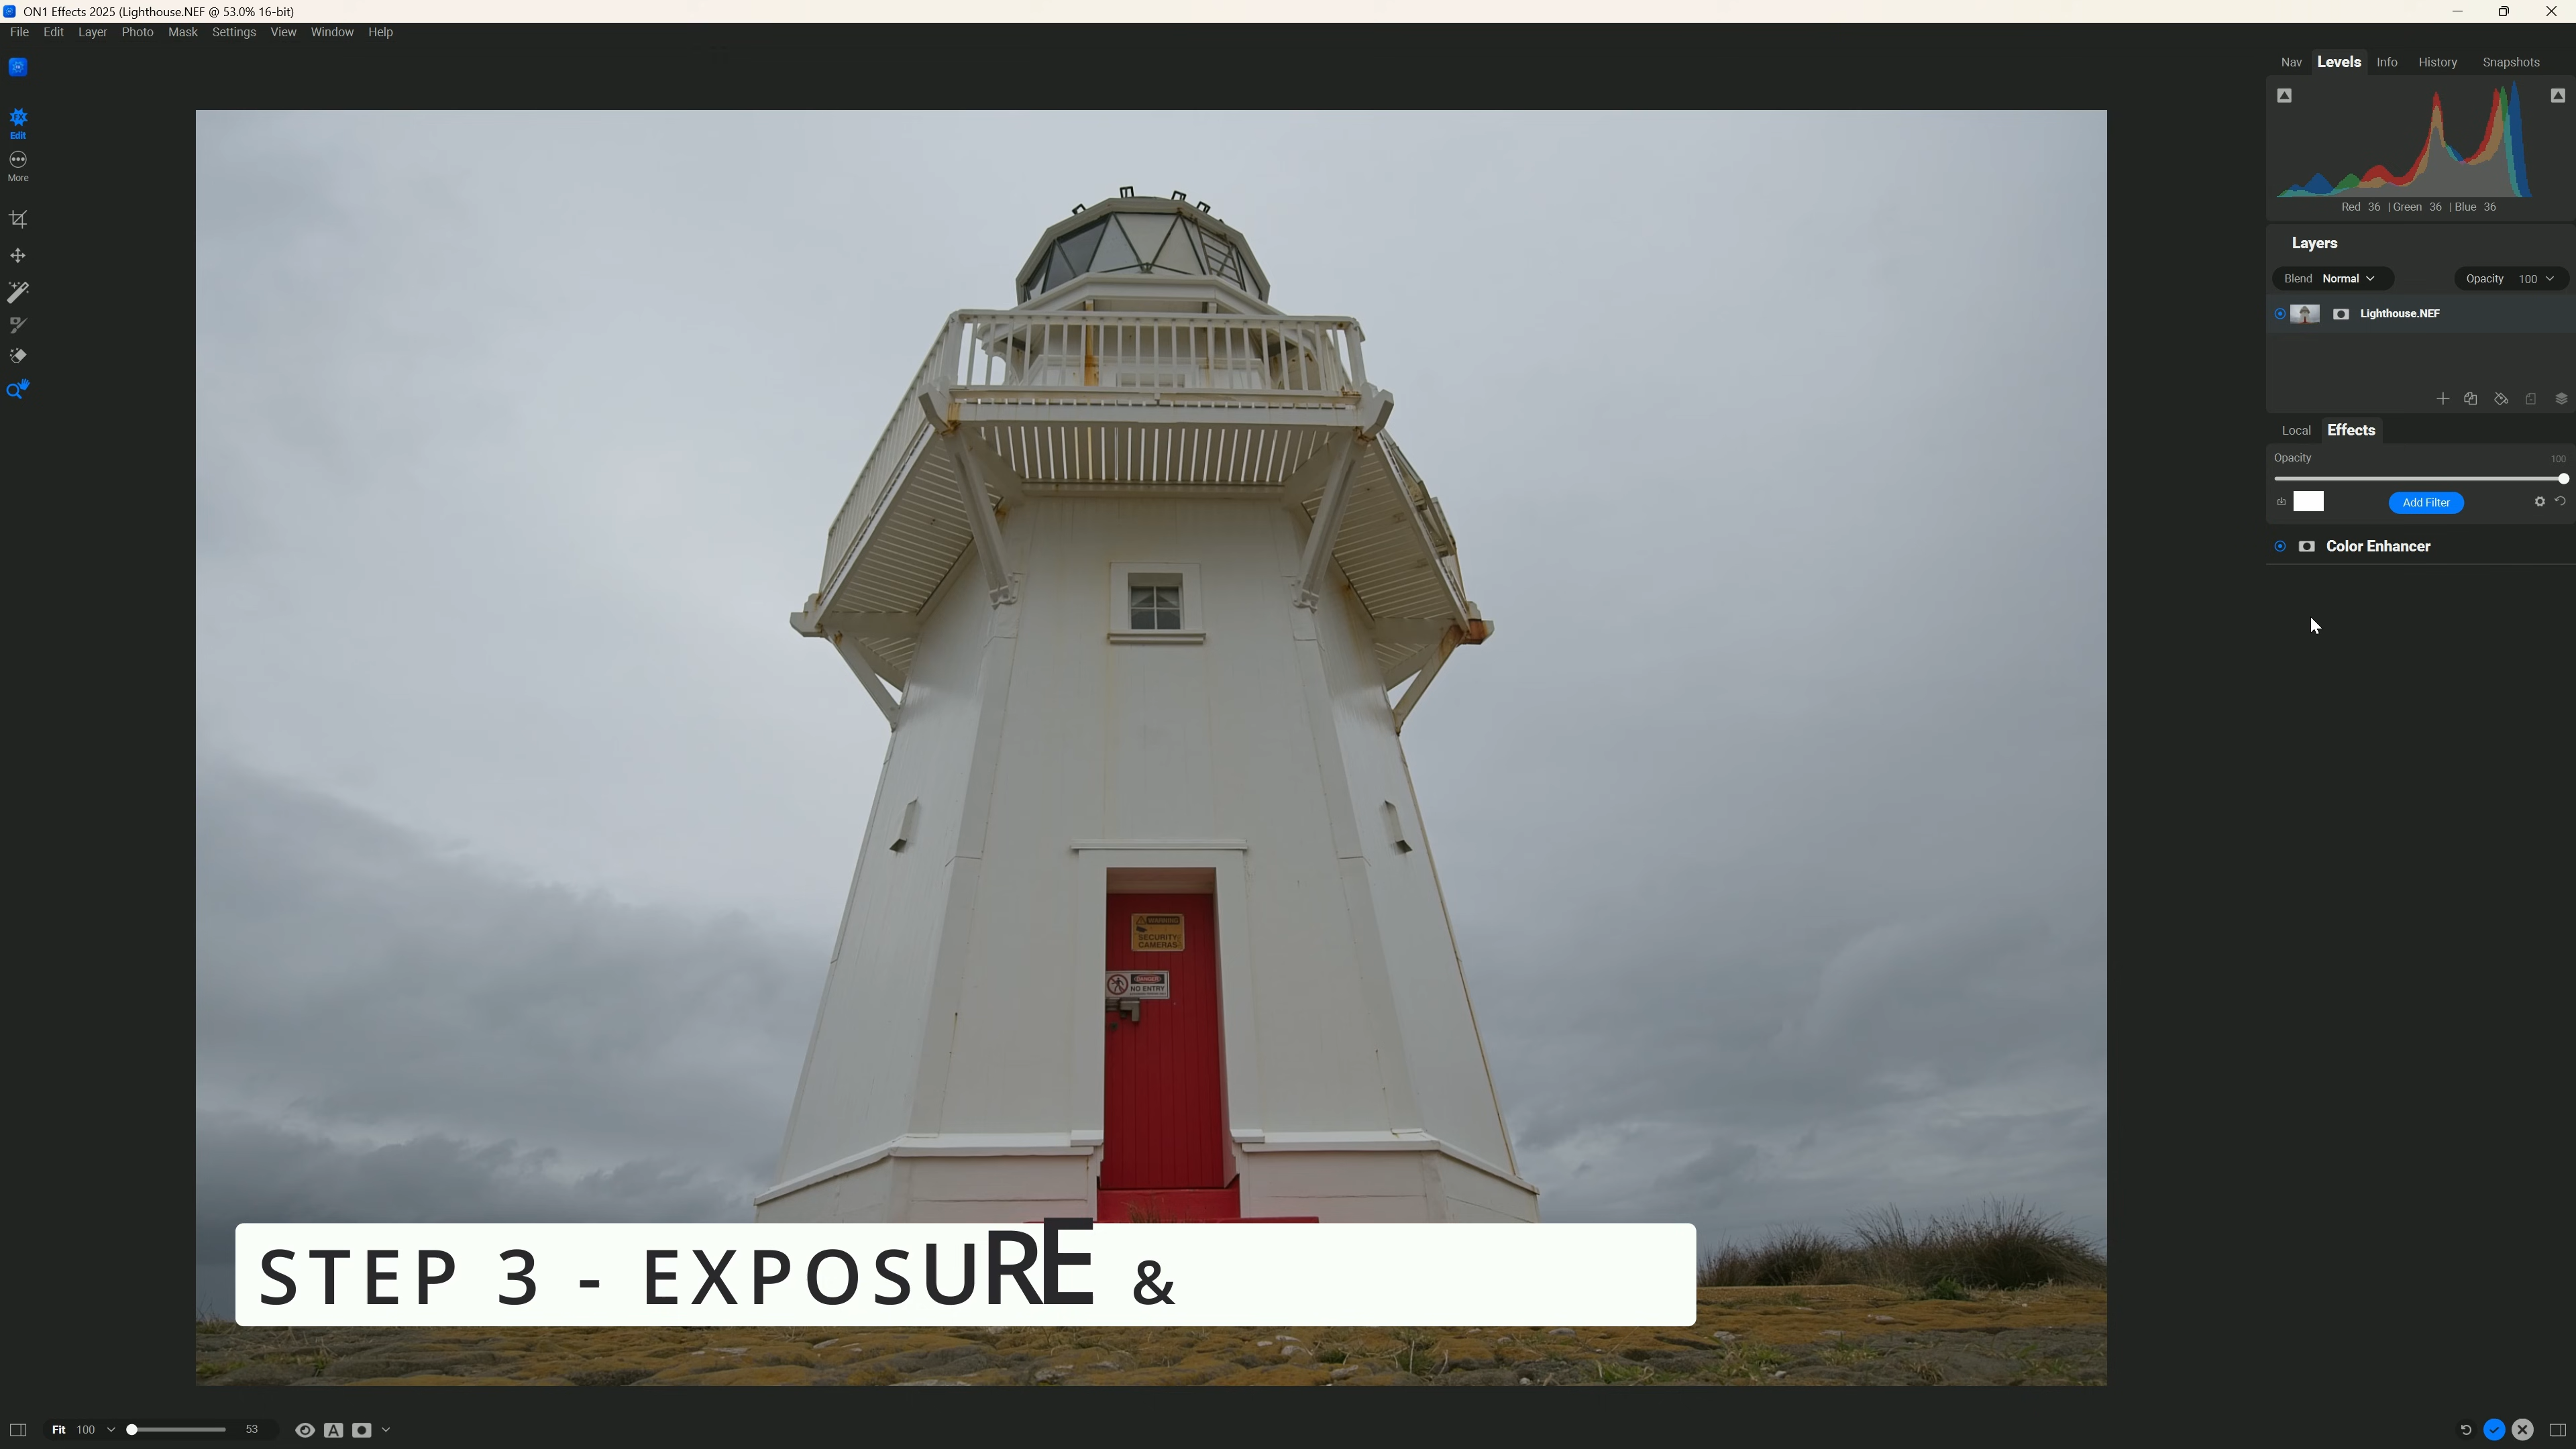 ON1 Effects 2025 (Lighthouse.NEF @ 53.0% 16-bit)
File Edit Layer Photo Mask Settings View Window Help
Nav Levels Info History Snapshots
Edit
More
Red 36 | Green 36 | Blue 36
Layers
Blend Normal Opacity 100
Lighthouse.NEF
Local Effects
Opacity 100
Add Filter
Color Enhancer
WARNING
SECURITY
CAMERAS
DANGER
NO ENTRY
STEP 3 - EXPOSURE &
Fit 100 53 A